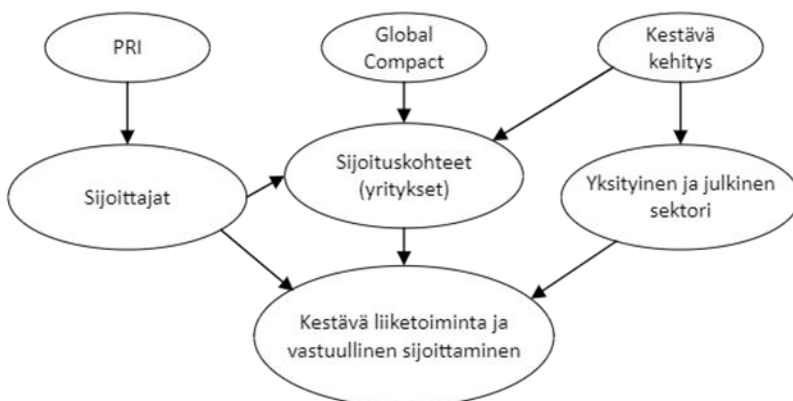 PRI
Global
Compact
Kestävä
kehitys
Sijoittajat
Sijoituskohteet
(yritykset)
Yksityinen ja julkinen
sektori
Kestävä liiketoiminta ja
vastuullinen sijoittaminen